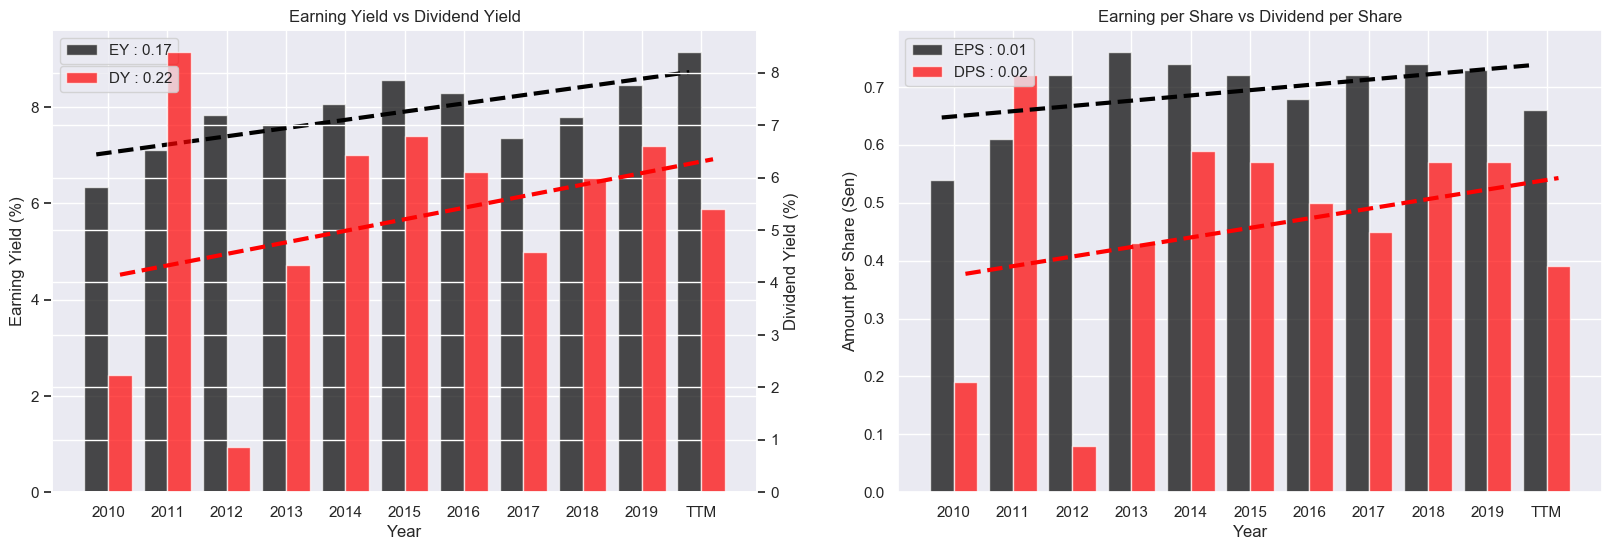 Earning Yield vs Dividend Yield
EY : 0.17
DY : 0.22
Earning Yield (%)
8
6
4
2
0
8
7
6
5
4
3
2
1
0
Dividend Yield (%)
2010 2011 2012 2013 2014 2015 2016 2017 2018 2019 TTM
Year
Earning per Share vs Dividend per Share
EPS : 0.01
DPS : 0.02
Amount per Share (Sen)
0.7
0.6
0.5
0.4
0.3
0.2
0.1
0.0
2010 2011 2012 2013 2014 2015 2016 2017 2018 2019 TTM
Year